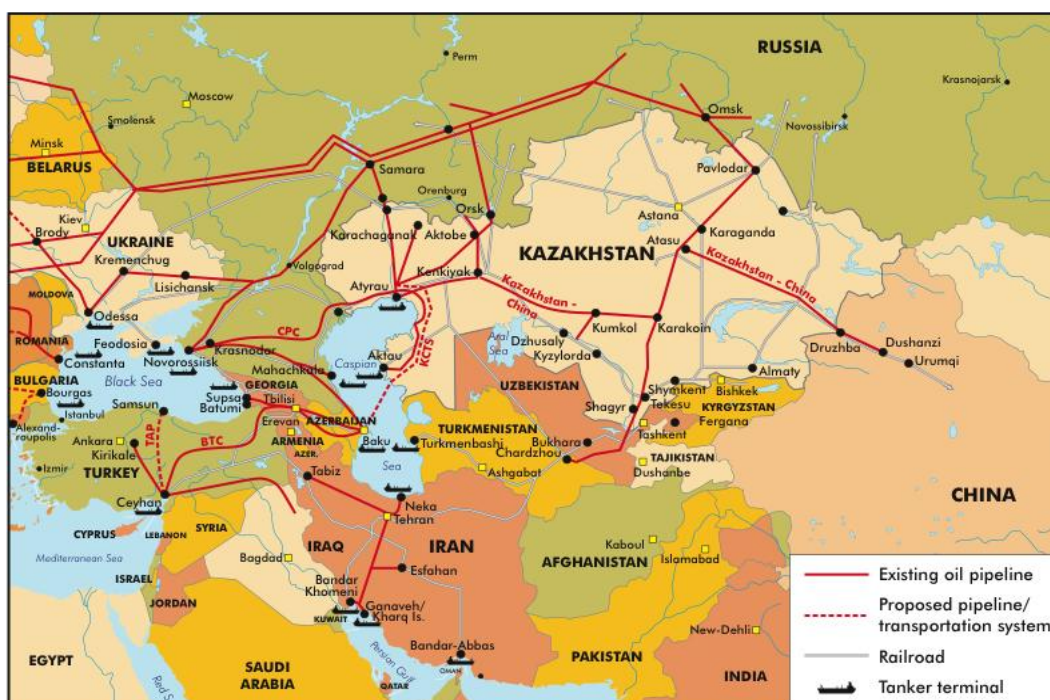 RUSSIA
Perm
Krasnojarsk
Moscow
Omsk
Smolensk
Novossibirsk
Minsk
BELARUS
Samara
Pavlodar
Orenburg
Orsk
Astana
Kiev
Brody
UKRAINE
Karachaganak
Aktobe
Karaganda
KAZAKHSTAN
Atasu
Kremenchug
Volgograd
Kenkiyak
Kazakhstan - China
Lisichansk
Atyrau
Kazakhstan -
China
MOLDOVA
Odessa
CPC
KCTS
Kumkol
Karakoin
Dzhusaly
Aral
Sea
Kyzylorda
Druzhba
Dushanzi
Urumqi
ROMANIA
Feodosia
Krasnodar
Constanta
Novorossiisk
Mahachkala
Caspian
Aktau
Black Sea
GEORGIA
UZBEKISTAN
Almaty
BULGARIA
Bourgas
Supsa
Batumi
Tbilisi
Shymkent
Tekesu
Bishkek
KYRGYZSTAN
Istanbul
Samsun
Shagyr
Fergana
Alexand-
roupolis
Erevan
AZERBAIJAN
TURKMENISTAN
Bukhara
Tashkent
Ankara
TAP
BTC
ARMENIA
Baku
Turkmenbashi
Chardzhou
TAJIKISTAN
Kirikale
AZER.
Izmir
TURKEY
Tabiz
Sea
Ashgabat
Dushanbe
Ceyhan
Neka
CHINA
Tehran
CYPRUS
SYRIA
LEBANON
IRAQ
IRAN
Mediterranean Sea
Bagdad
Kaboul
Islamabad
AFGHANISTAN
Esfahan
ISRAEL
Bandar
Khomeni
JORDAN
Ganaveh/
Kharq Is.
KUWAIT
New-Dehli
Bandar-Abbas
EGYPT
SAUDI
ARABIA
Persian Gulf
OMAN
PAKISTAN
INDIA
Red S
QATAR
Existing oil pipeline
Proposed pipeline/
transportation system
Railroad
Tanker terminal